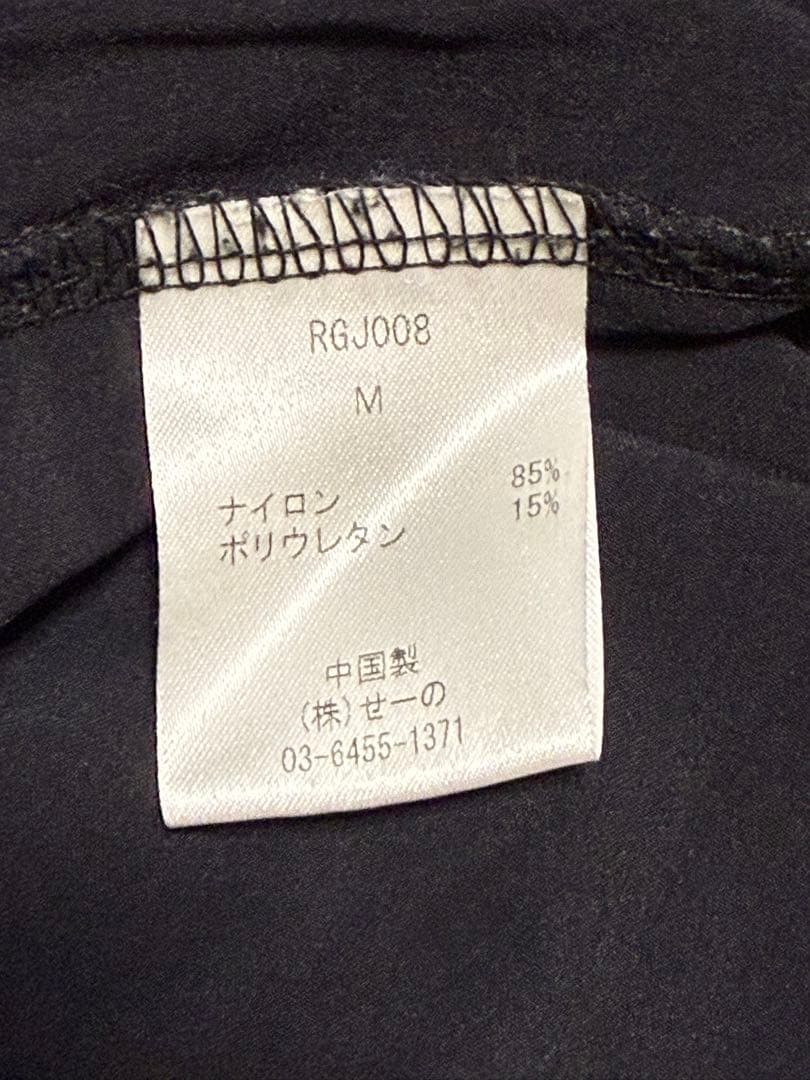 RGJ008
M
ナイロン 85%
ポリウレタン 15%
中国製
(株)せーの
03-6455-1371